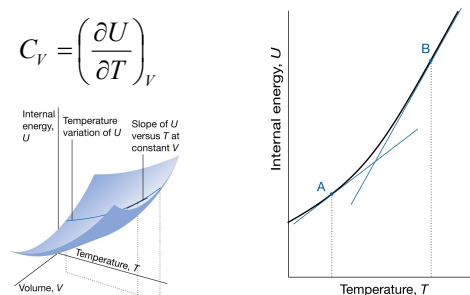 C_V = (∂U/∂T)_V
Internal
energy,
U
Temperature
variation of U
Slope of U
versus T at
constant V
Temperature, T
Volume, V
Internal energy, U
B
A
Temperature, T